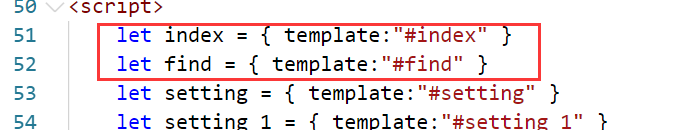 50 <script>
51 let index = { template:"#index" }
52 let find = { template:"#find" }
53 let setting = { template:"#setting" }
54 let setting_1 = { template:"#setting_1" }